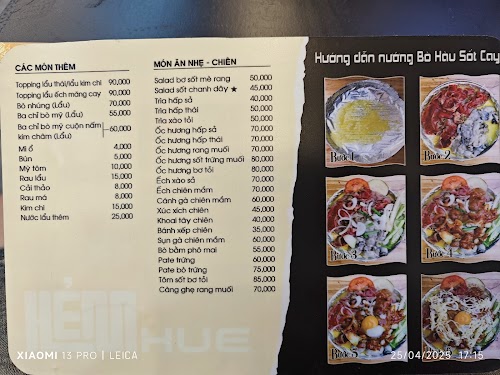 CÁC MÓN THÊM
Topping lẩu thái/lẩu kim chi 90,000
Topping lẩu ếch măng cay 90,000
Bò nhúng (Lẩu) 70,000
Ba chỉ bò mỹ (Lẩu) 55,000
Ba chỉ bò mỹ cuộn nấm
kim châm (Lẩu) 60,000
Mì ổ 4,000
Bún 5,000
Mỳ tôm 10,000
Rau lẩu 15,000
Cải thảo 8,000
Rau má 8,000
Kim chi 15,000
Nước lẩu thêm 25,000
MÓN ĂN NHẸ - CHIÊN
Salad bơ sốt mè rang 50,000
Salad sốt chanh dây ★ 45,000
Trìa hấp sả 40,000
Trìa hấp thái 50,000
Trìa xào tỏi 50,000
Ốc hương hấp sả 70,000
Ốc hương hấp thái 70,000
Ốc hương rang muối 70,000
Ốc hương sốt trứng muối 80,000
Ốc hương bơ tỏi 80,000
Ếch xào sả 70,000
Ếch chiên mắm 70,000
Cánh gà chiên mắm 60,000
Xúc xích chiên 45,000
Khoai tây chiên 40,000
Bánh xếp chiên 35,000
Sụn gà chiên mắm 60,000
Bò bằm phô mai 55,000
Pate trứng 60,000
Pate bò trứng 75,000
Tôm sốt bơ tỏi 85,000
Càng ghẹ rang muối 70,000
HẺM HUE
Hướng dẫn nướng Bò Hâu Sốt Cay
Bước 1
Bước 2
Bước 3
Bước 4
XIAOMI 13 PRO | LEICA
25/04/2025 17:15